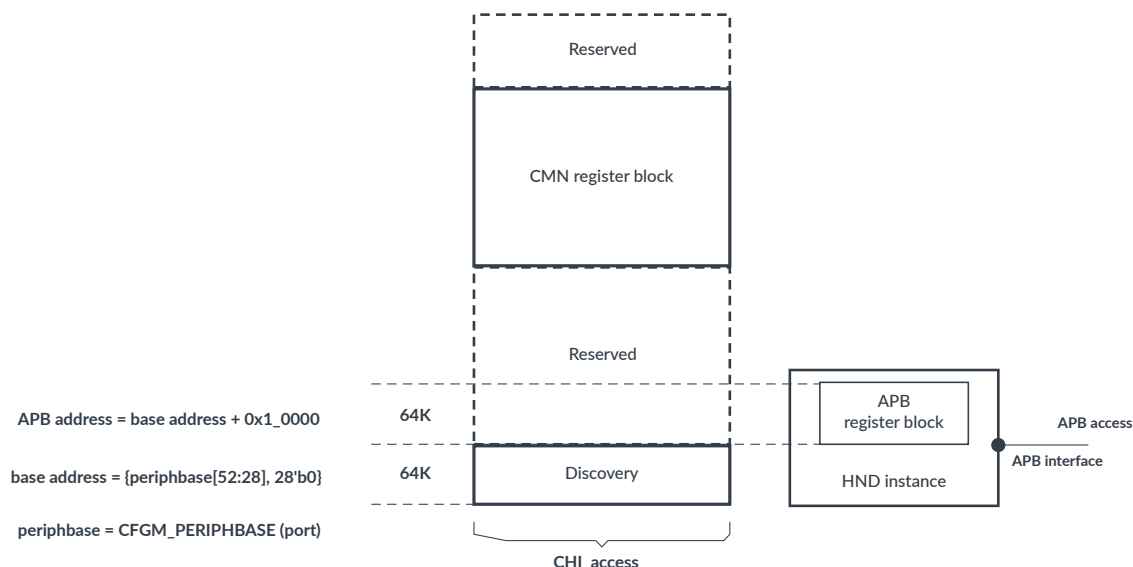 Reserved
CMN register block
Reserved
APB
register block
APB address = base address + 0x1_0000
64K
APB access
APB interface
base address = {periphbase[52:28], 28'b0}
64K
Discovery
HND instance
periphbase = CFGM_PERIPHBASE (port)
CHI access